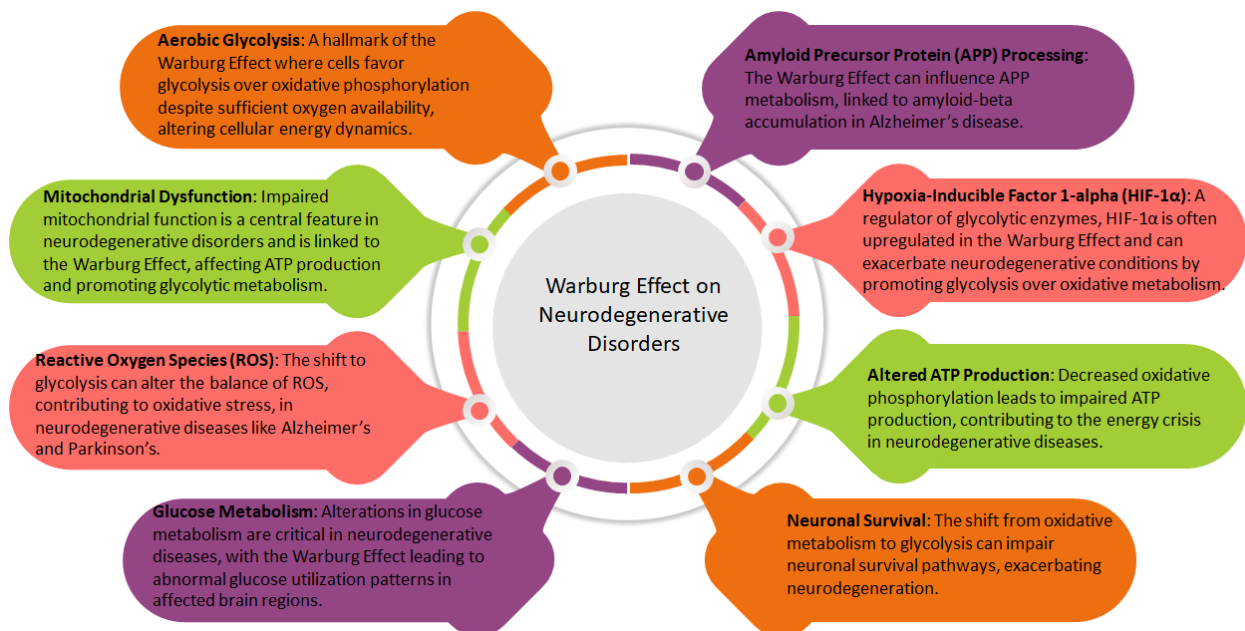 Aerobic Glycolysis: A hallmark of the
Warburg Effect where cells favor
glycolysis over oxidative phosphorylation
despite sufficient oxygen availability,
altering cellular energy dynamics.
Amyloid Precursor Protein (APP) Processing:
The Warburg Effect can influence APP
metabolism, linked to amyloid-beta
accumulation in Alzheimer’s disease.
Mitochondrial Dysfunction: Impaired
mitochondrial function is a central feature in
neurodegenerative disorders and is linked to
the Warburg Effect, affecting ATP production
and promoting glycolytic metabolism.
Hypoxia-Inducible Factor 1-alpha (HIF-1α): A
regulator of glycolytic enzymes, HIF-1α is often
upregulated in the Warburg Effect and can
exacerbate neurodegenerative conditions by
promoting glycolysis over oxidative metabolism.
Warburg Effect on
Neurodegenerative
Disorders
Reactive Oxygen Species (ROS): The shift to
glycolysis can alter the balance of ROS,
contributing to oxidative stress, in
neurodegenerative diseases like Alzheimer’s
and Parkinson’s.
Altered ATP Production: Decreased oxidative
phosphorylation leads to impaired ATP
production, contributing to the energy crisis
in neurodegenerative diseases.
Glucose Metabolism: Alterations in glucose
metabolism are critical in neurodegenerative
diseases, with the Warburg Effect leading to
abnormal glucose utilization patterns in
affected brain regions.
Neuronal Survival: The shift from oxidative
metabolism to glycolysis can impair
neuronal survival pathways, exacerbating
neurodegeneration.